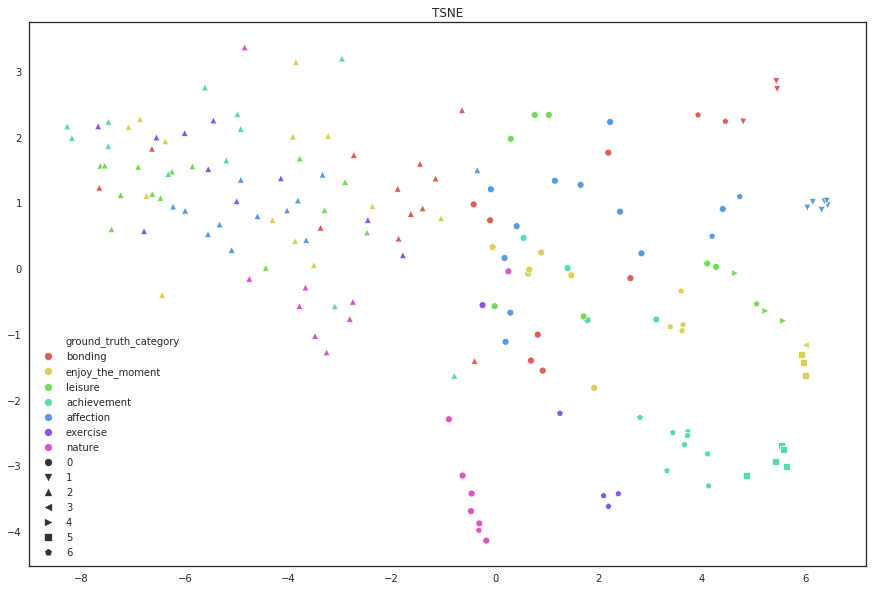 TSNE
3
2
1
0
−1
−2
−3
−4
ground_truth_category
bonding
enjoy_the_moment
leisure
achievement
affection
exercise
nature
0
1
2
3
4
5
6
−8 −6 −4 −2 0 2 4 6